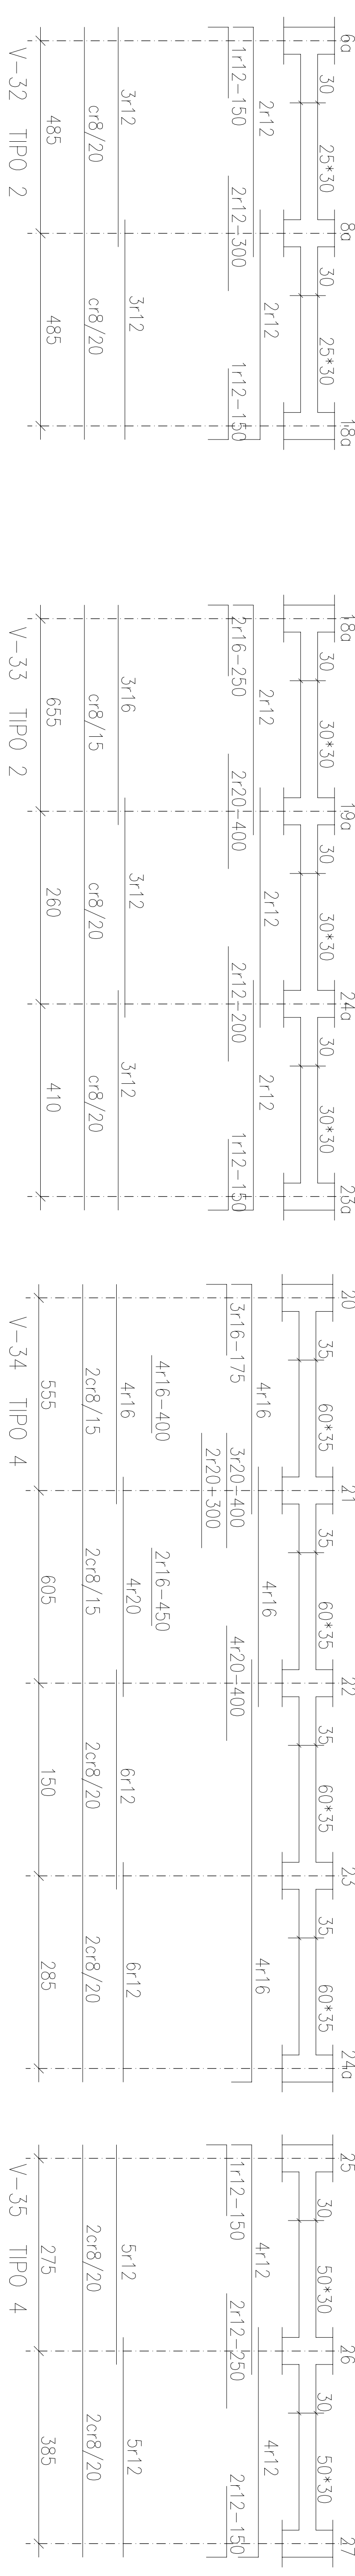 6a 30 25*30 8a 30 25*30 18a
2r12 2r12
1r12-150 2r12-300 1r12-150
3r12 3r12
cr8/20 cr8/20
485 485
V-32 TIPO 2
18a 30 30*30 19a 30 30*30 24a 30 30*30 23a
2r12 2r12 2r12
2r16-250 2r20-400 2r12-200 1r12-150
3r16 3r12 3r12
cr8/15 cr8/20 cr8/20
655 260 410
V-33 TIPO 2
20 35 60*35 21 35 60*35 22 35 60*35 23 35 60*35 24a
4r16 4r16 4r16
3r16-175 3r20-400 4r20-400
2r20+300
4r16-400 2r16-450
4r16 4r20 6r12 6r12
2cr8/15 2cr8/15 2cr8/20 2cr8/20
555 605 150 285
V-34 TIPO 4
25 30 50*30 26 30 50*30 27
4r12 4r12
1r12-150 2r12-250 2r12-150
5r12 5r12
2cr8/20 2cr8/20
275 385
V-35 TIPO 4